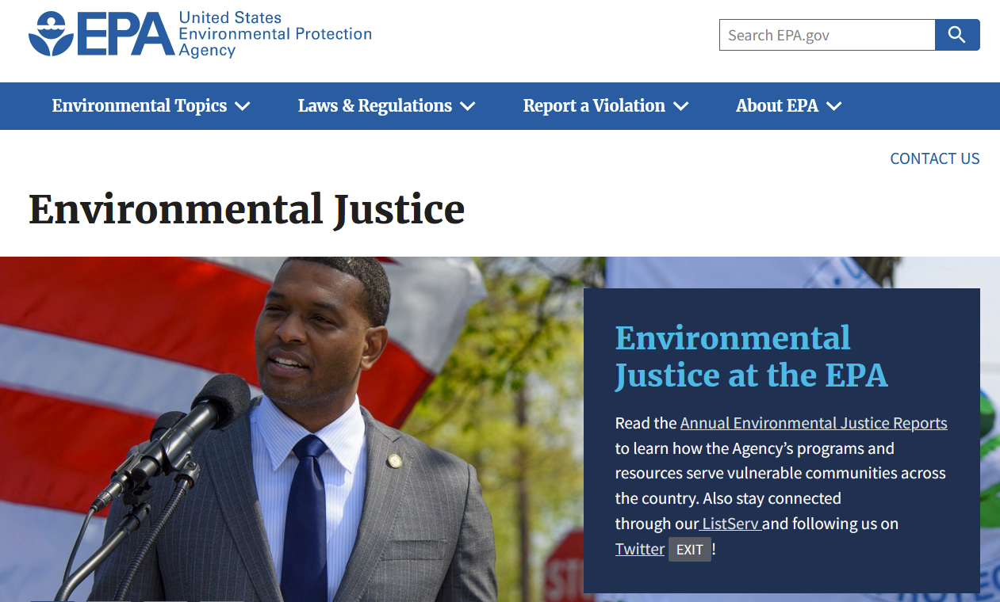 EPA
United States
Environmental Protection
Agency
Search EPA.gov
Environmental Topics
Laws & Regulations
Report a Violation
About EPA
CONTACT US
Environmental Justice
Environmental
Justice at the EPA
Read the Annual Environmental Justice Reports
to learn how the Agency’s programs and
resources serve vulnerable communities across
the country. Also stay connected
through our ListServ and following us on
Twitter EXIT !